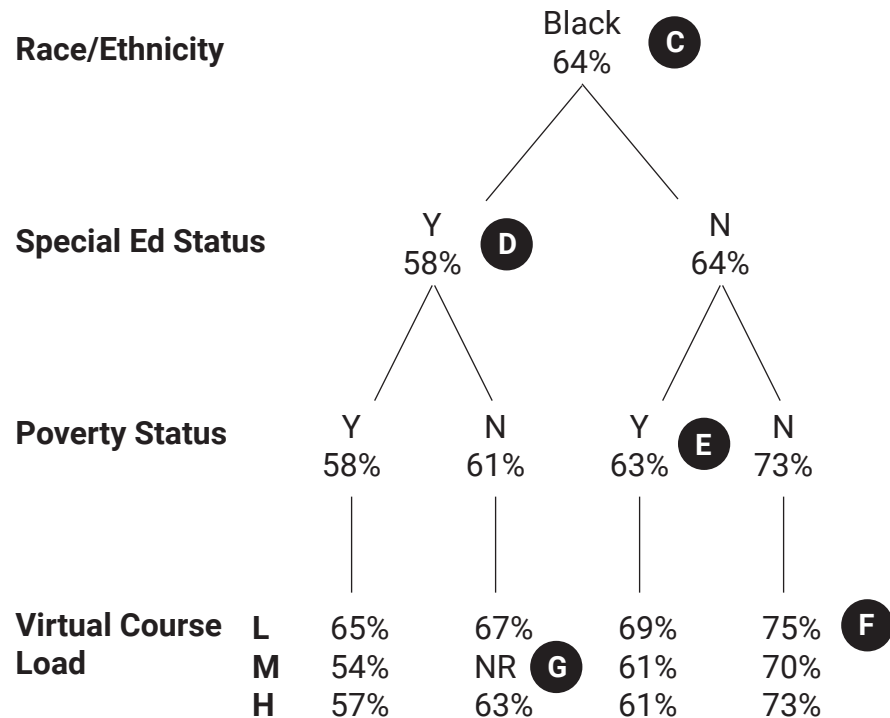 Race/Ethnicity
Black
64%
C
Special Ed Status
Y
58%
D
N
64%
Poverty Status
Y
58%
N
61%
Y
63%
E
N
73%
Virtual Course Load
L 65% 67% 69% 75% F
M 54% NR G 61% 70%
H 57% 63% 61% 73%